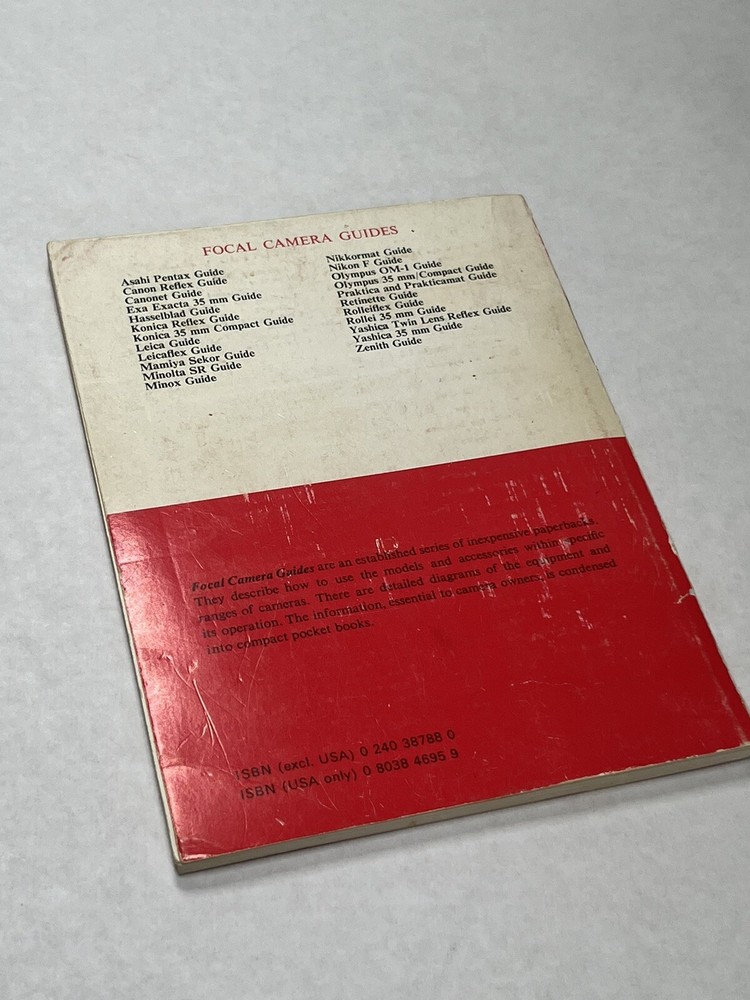 FOCAL CAMERA GUIDES
Asahi Pentax Guide
Canon Reflex Guide
Canonet Guide
Exa Exacta 35 mm Guide
Hasselblad Guide
Konica Reflex Guide
Konica 35 mm Compact Guide
Leica Guide
Leicaflex Guide
Mamiya Sekor Guide
Minolta SR Guide
Minox Guide
Nikkormat Guide
Nikon F Guide
Olympus OM-1 Guide
Olympus 35 mm/Compact Guide
Praktica and Prakticamat Guide
Retinette Guide
Rolleiflex Guide
Rollei 35 mm Guide
Yashica Twin Lens Reflex Guide
Yashica 35 mm Guide
Zenith Guide
Focal Camera Guides are an established series of inexpensive paperbacks.
They describe how to use the models and accessories within specific
ranges of cameras. There are detailed diagrams of the equipment and
its operation. The information, essential to camera owners, is condensed
into compact pocket books.
ISBN (excl. USA) 0 240 38788 0
ISBN (USA only) 0 8038 4695 9